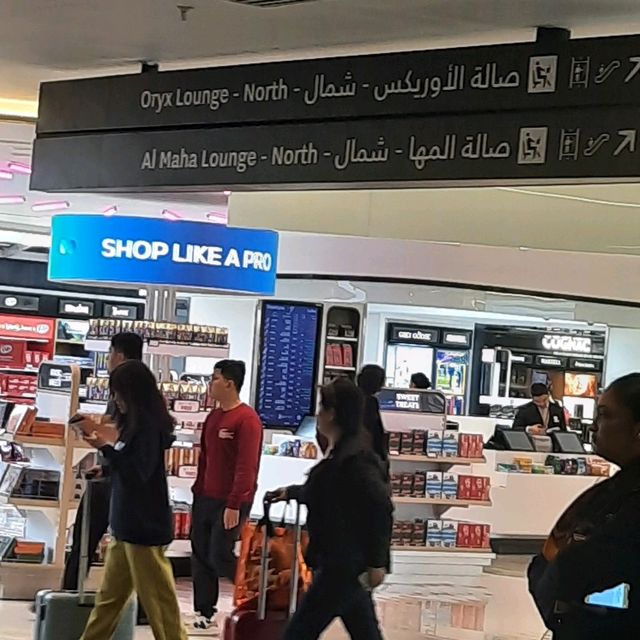 Oryx Lounge - North - صالة الأوريكس - شمال
Al Maha Lounge - North - صالة المها - شمال
SHOP LIKE A PRO
SWEET
TREATS
COGNAC